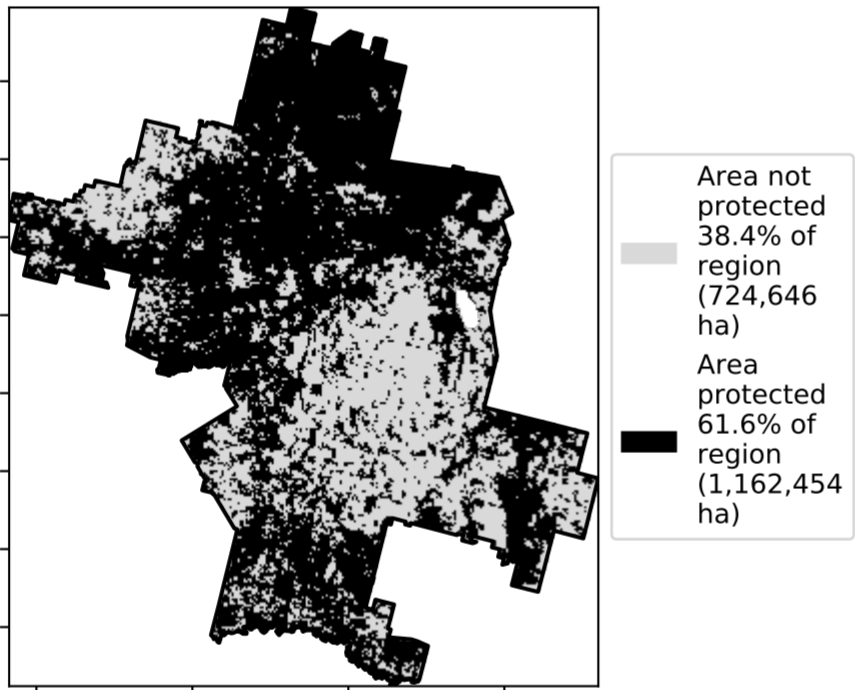 Area not
protected
38.4% of
region
(724,646
ha)
Area
protected
61.6% of
region
(1,162,454
ha)